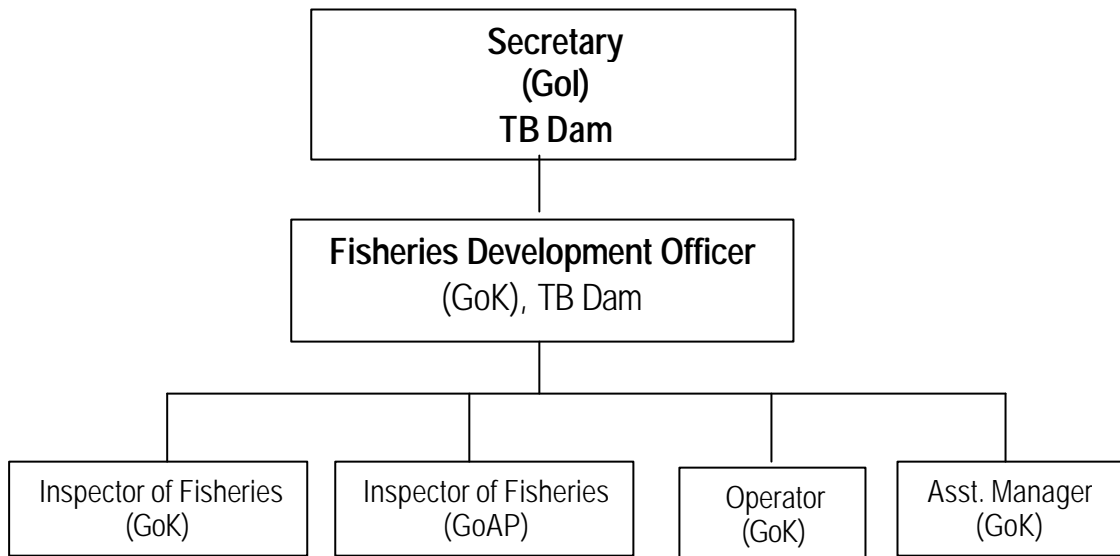 Secretary
(GoI)
TB Dam
Fisheries Development Officer
(GoK), TB Dam
Inspector of Fisheries
(GoK)
Inspector of Fisheries
(GoAP)
Operator
(GoK)
Asst. Manager
(GoK)